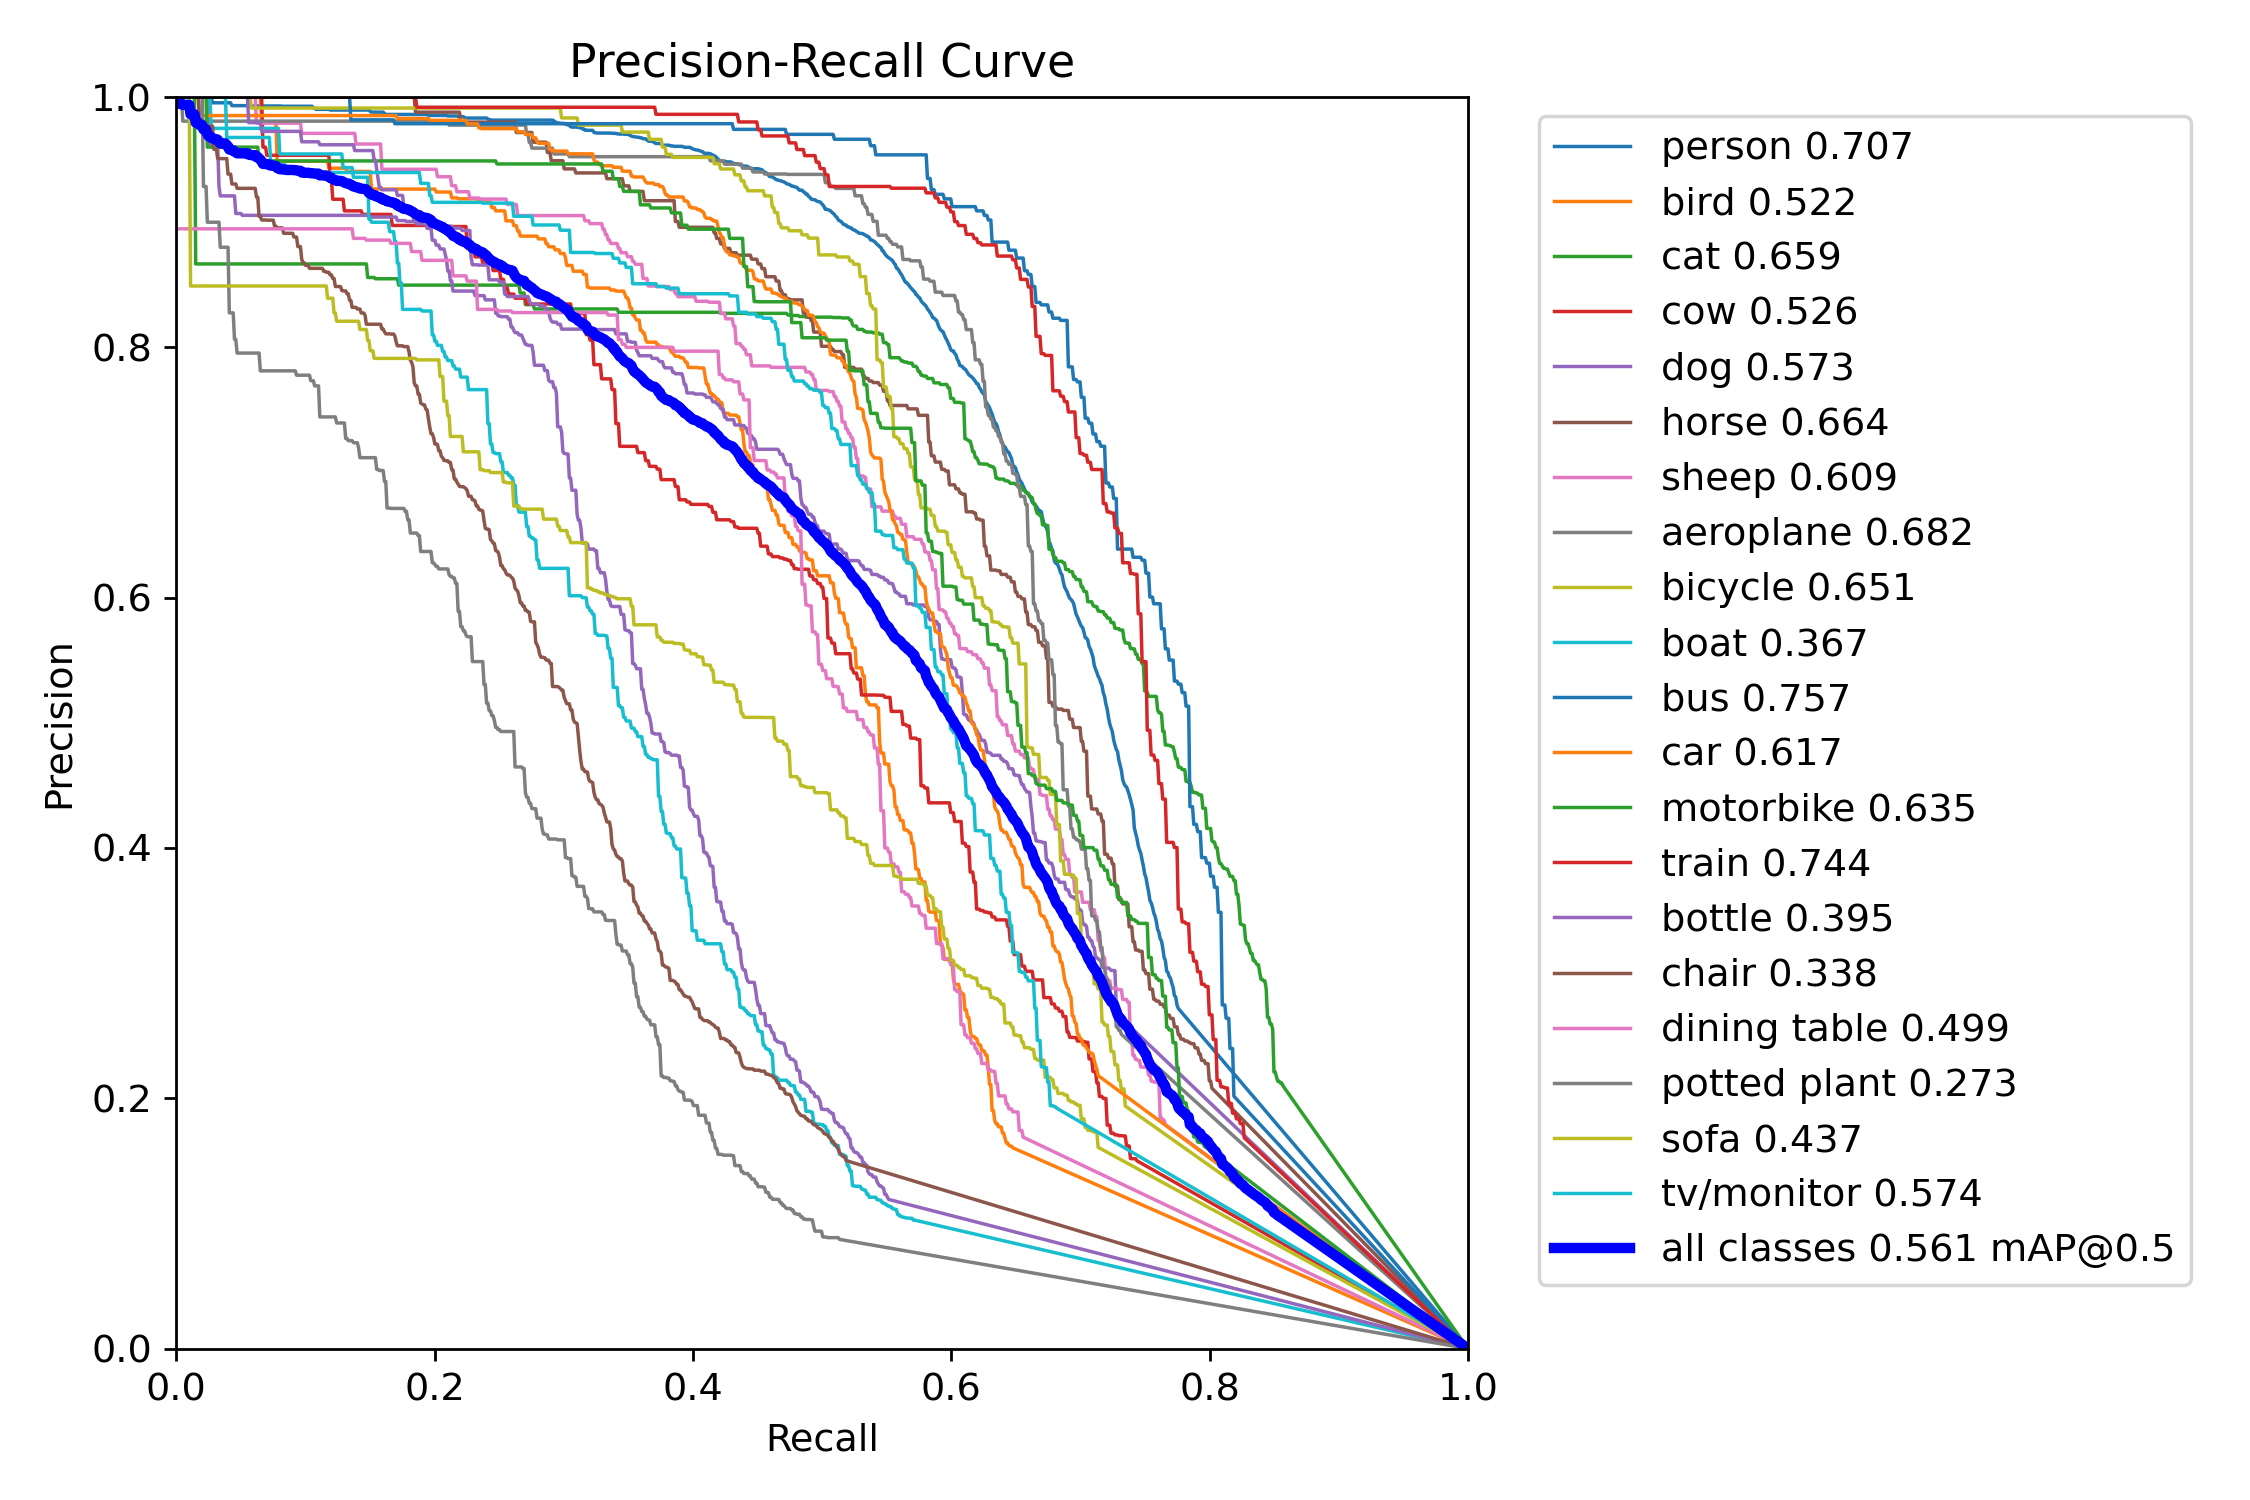 Precision-Recall Curve
1.0
0.8
0.6
0.4
0.2
0.0
Precision
0.0 0.2 0.4 0.6 0.8 1.0
Recall
person 0.707
bird 0.522
cat 0.659
cow 0.526
dog 0.573
horse 0.664
sheep 0.609
aeroplane 0.682
bicycle 0.651
boat 0.367
bus 0.757
car 0.617
motorbike 0.635
train 0.744
bottle 0.395
chair 0.338
dining table 0.499
potted plant 0.273
sofa 0.437
tv/monitor 0.574
all classes 0.561 mAP@0.5